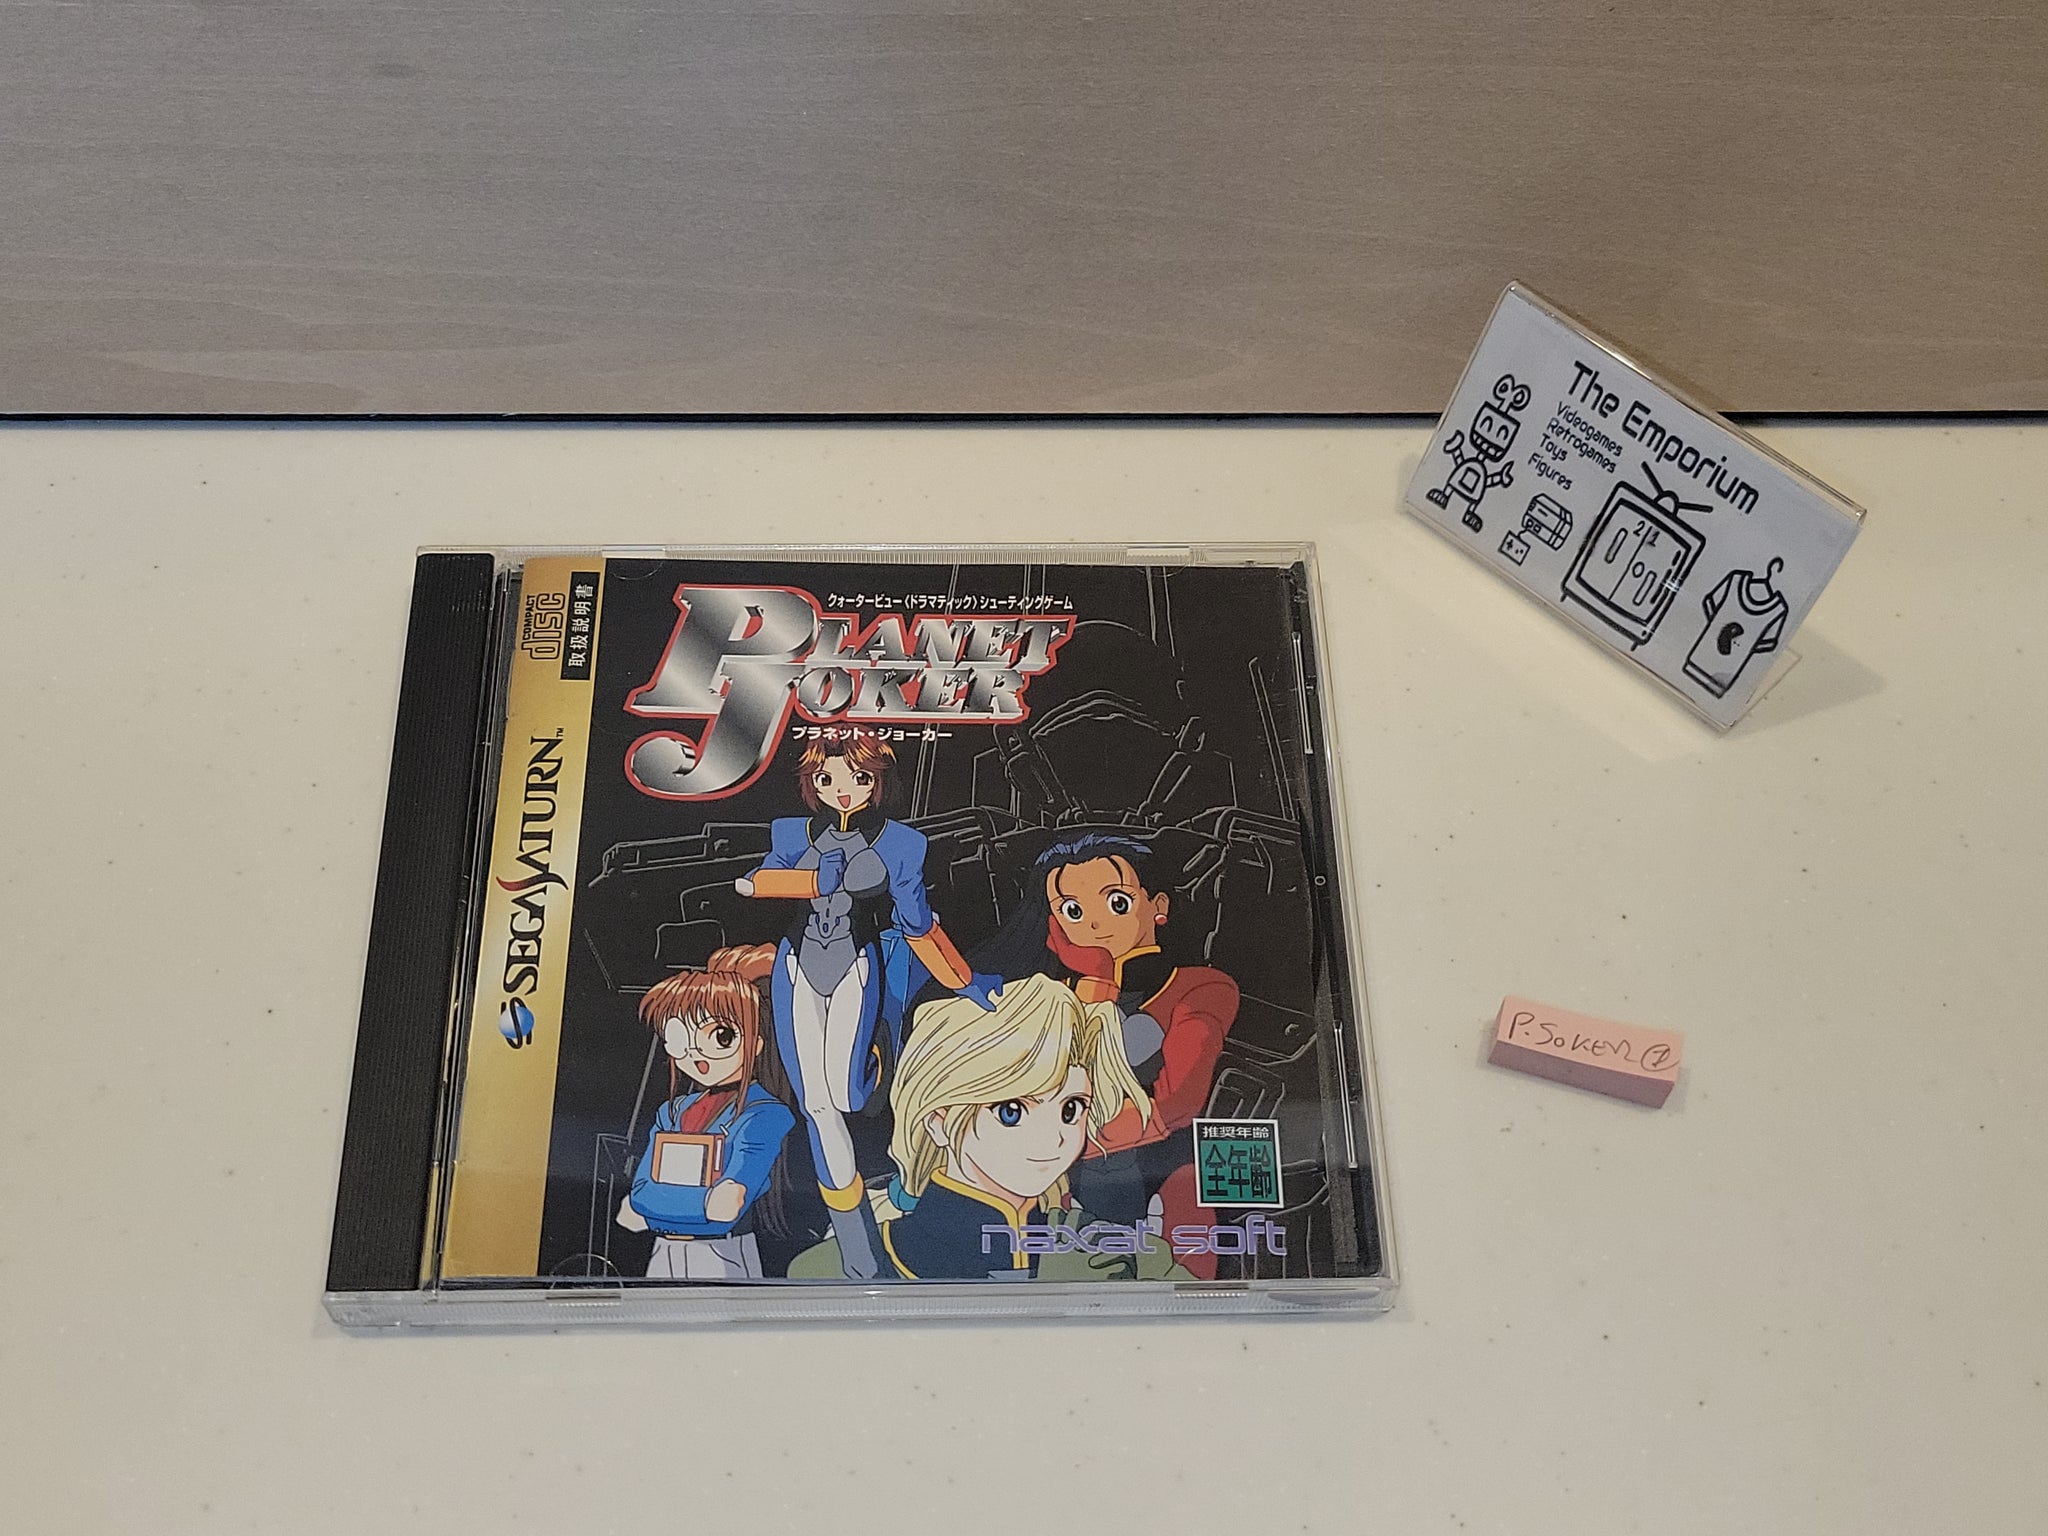 COMPACT
disc
取扱説明書
SEGA SATURN™
クォータービュー〈ドラマティック〉シューティングゲーム
PLANET
JOKER
プラネット・ジョーカー
推奨年齢
全年齢
naxat soft
The Emporium
Videogames
Retrogames
Toys
Figures
21
P. JOKER ①